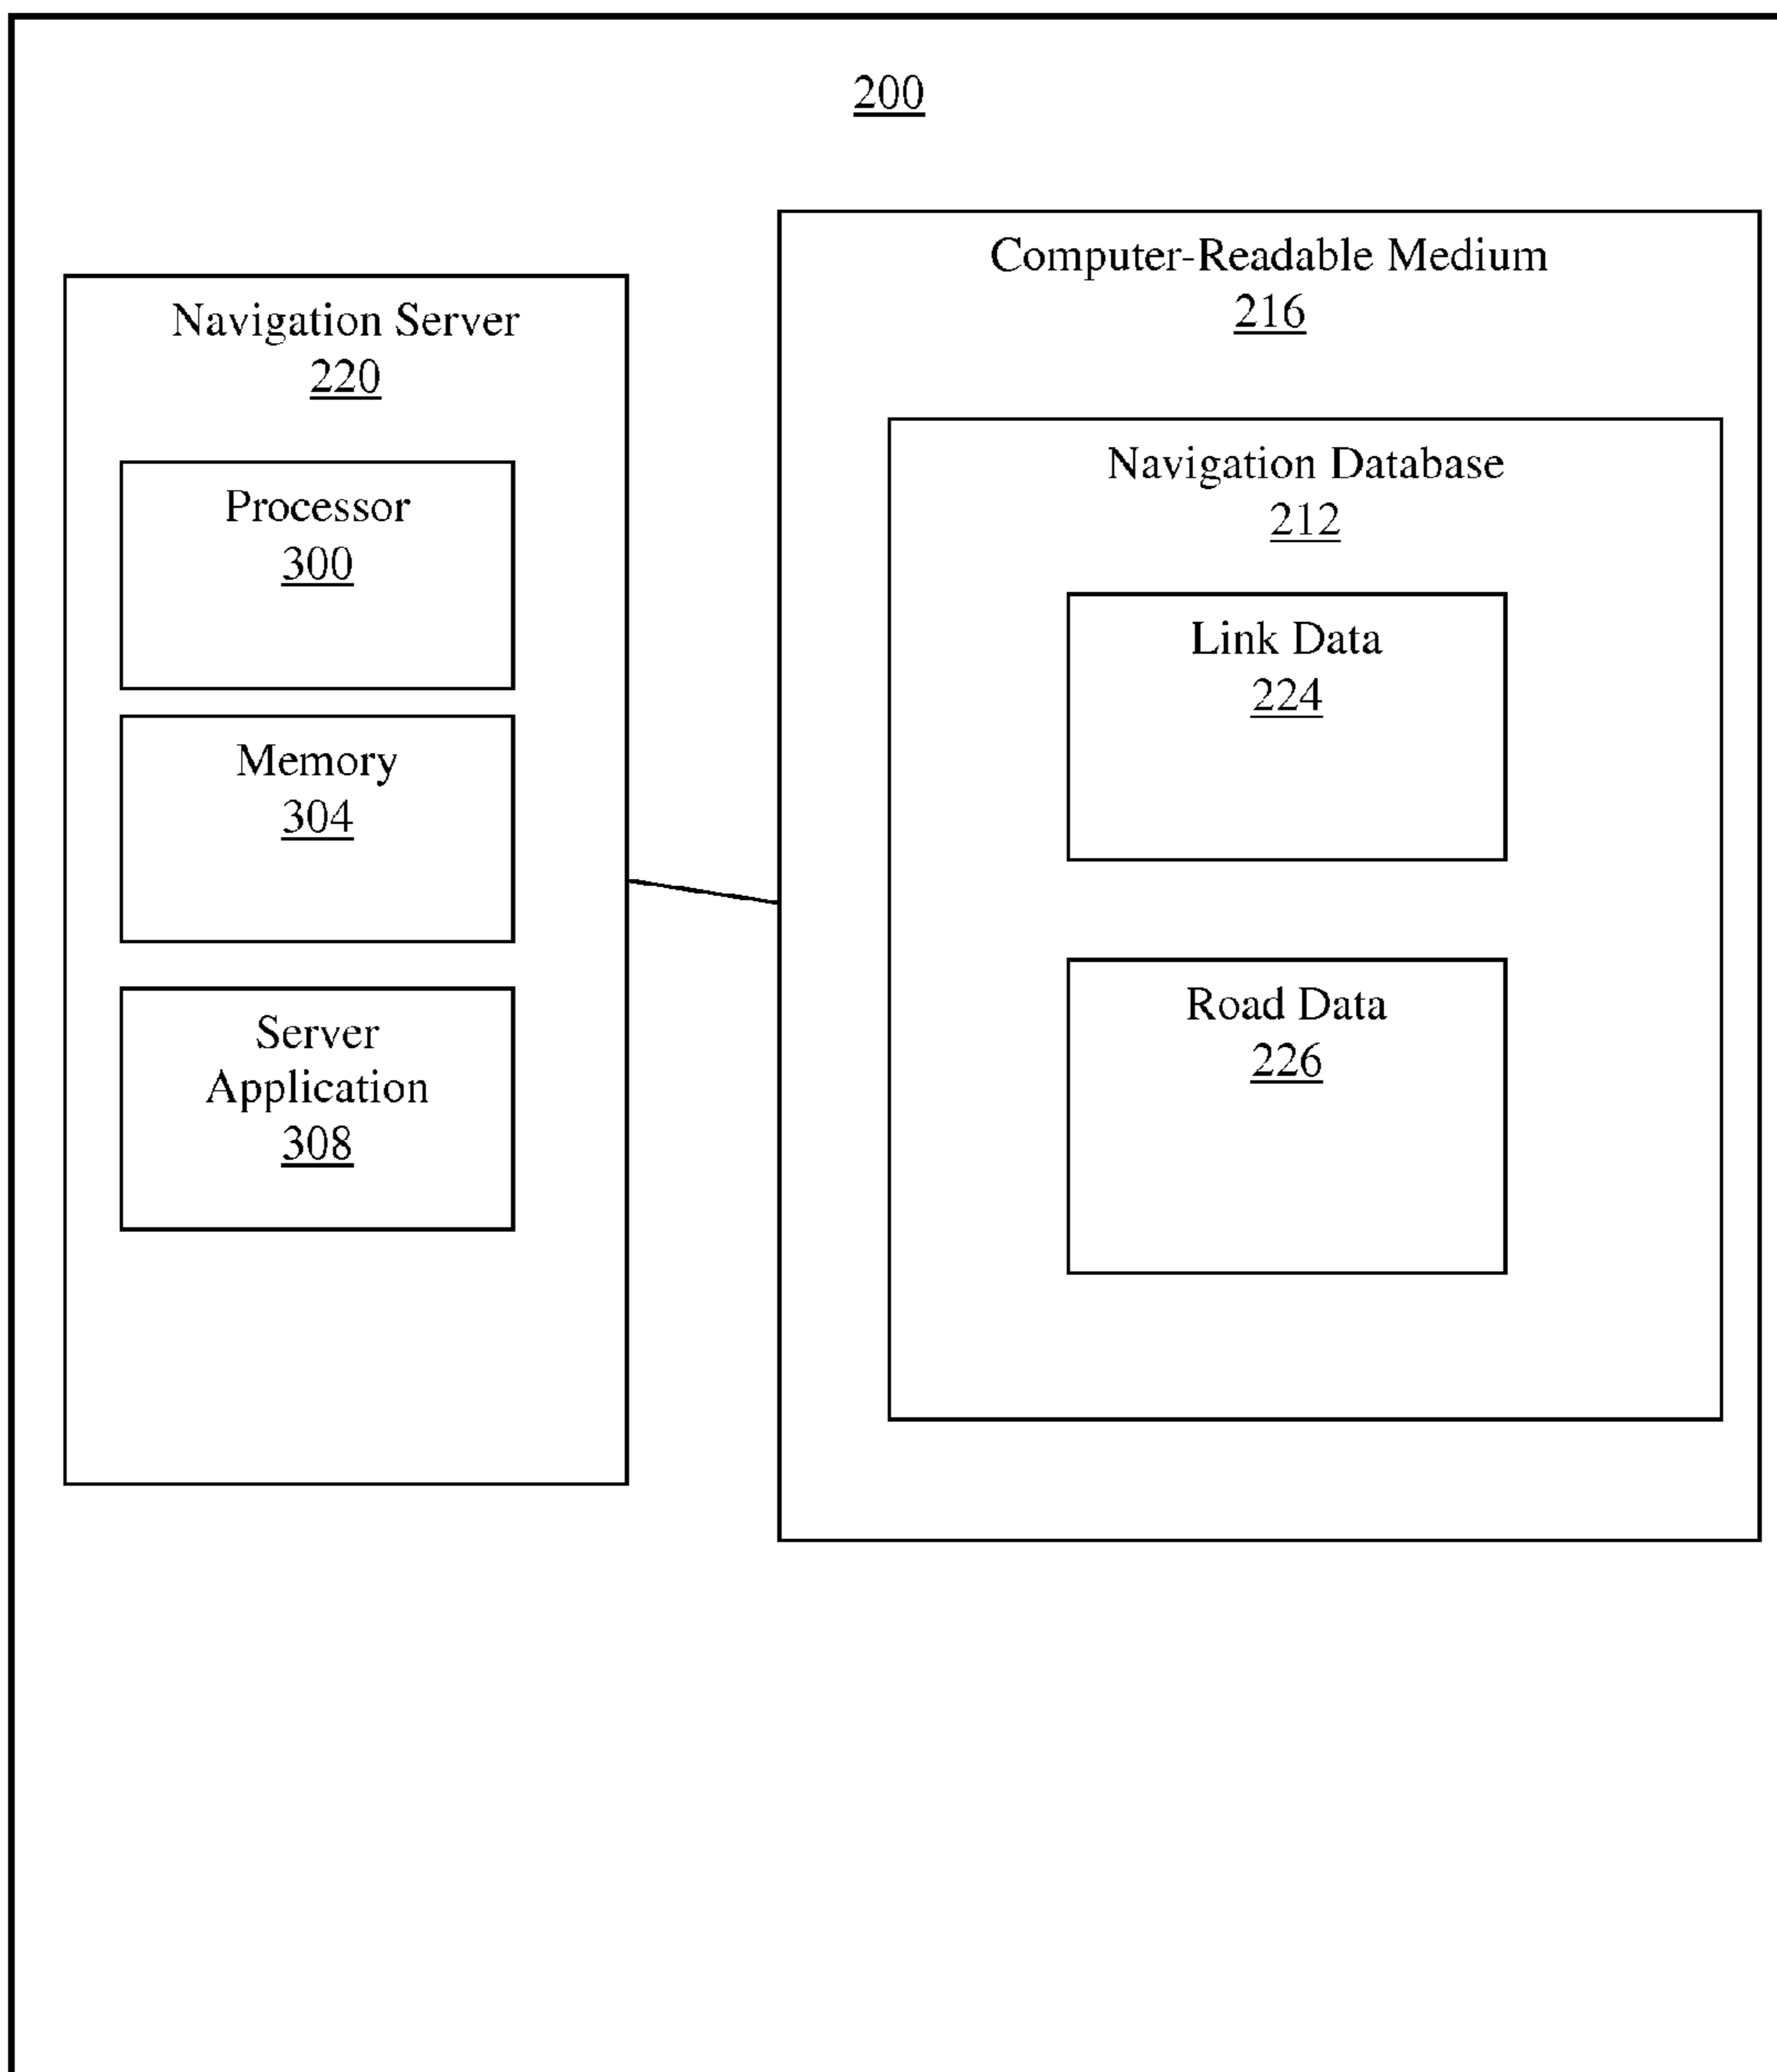 200
Navigation Server
220
Processor
300
Memory
304
Server
Application
308
Computer-Readable Medium
216
Navigation Database
212
Link Data
224
Road Data
226